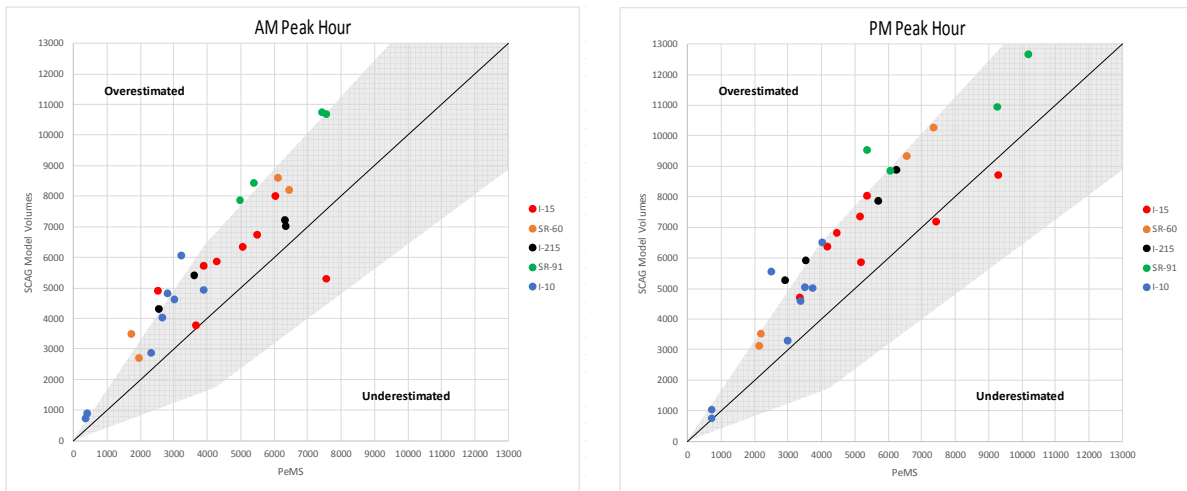 AM Peak Hour
13000
12000
11000
10000
9000
8000
7000
6000
5000
4000
3000
2000
1000
0
SCAG Model Volumes
Overestimated
Underestimated
0 1000 2000 3000 4000 5000 6000 7000 8000 9000 10000 11000 12000 13000
PeMS
I-15
SR-60
I-215
SR-91
I-10
PM Peak Hour
13000
12000
11000
10000
9000
8000
7000
6000
5000
4000
3000
2000
1000
0
SCAG Model Volumes
Overestimated
Underestimated
0 1000 2000 3000 4000 5000 6000 7000 8000 9000 10000 11000 12000 13000
PeMS
I-15
SR-60
I-215
SR-91
I-10